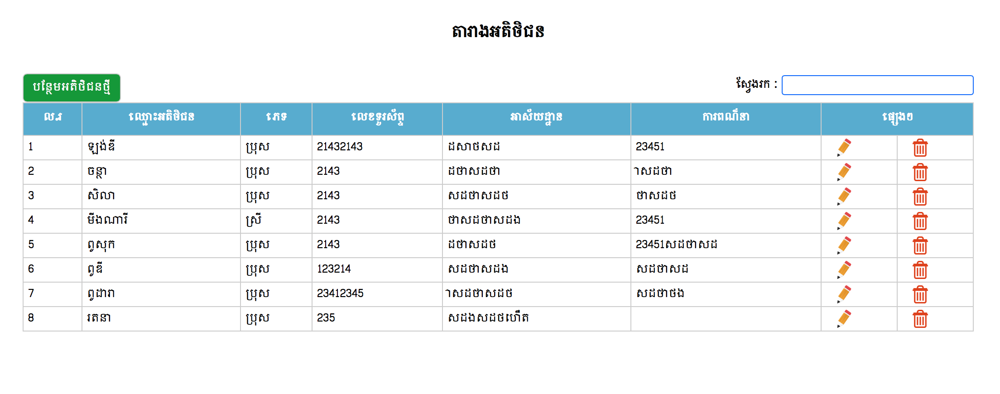 តារាងអតិថិជន
បន្ថែមអតិថិជនថ្មី ស្វែងរក :
ល.រ ឈ្មោះអតិថិជន ភេទ លេខទូរស័ព្ទ អាស័យដ្ឋាន ការពណ៌នា ផ្សេងៗ
1 ឡុង់ឌី ប្រុស 21432143 ដសាថសដ 23451
2 ចន្ថា ប្រុស 2143 ដថាសដថា ាសដថា
3 សិលា ប្រុស 2143 សដថាសដថ ថាសដថ
4 មីងណារី ស្រី 2143 ថាសដថាសដង 23451
5 ពូសុក ប្រុស 2143 ដថាសដថ 23451សដថាសដ
6 ពូឌី ប្រុស 123214 សដថាសដង សដថាសដ
7 ពូដារា ប្រុស 23412345 ាសដថាសដថ សដថាថង
8 រតនា ប្រុស 235 សដងសដថហើត